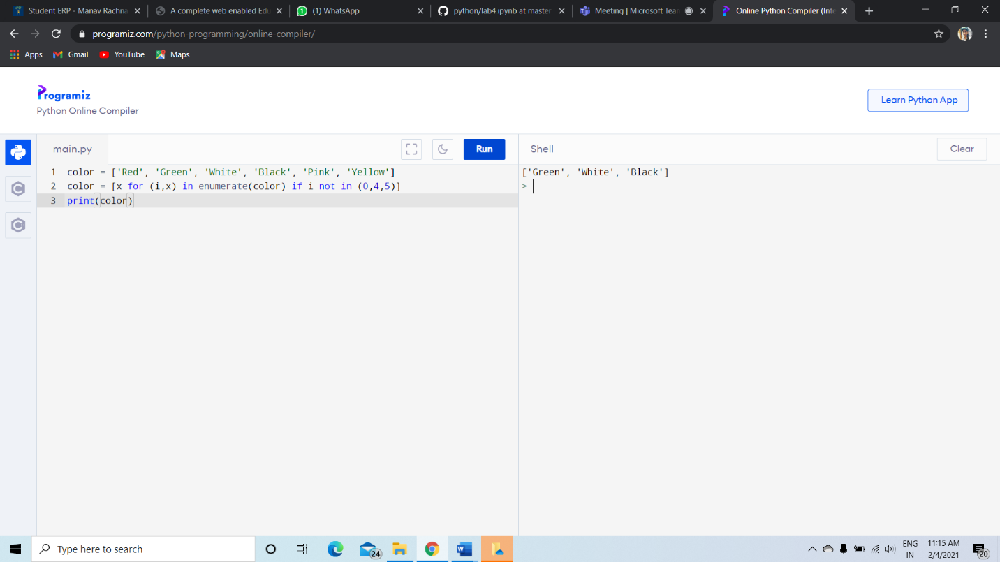 Student ERP - Manav Rachna
A complete web enabled Edu
(1) WhatsApp
python/lab4.ipynb at master
Meeting | Microsoft Team
Online Python Compiler (Inte
programiz.com/python-programming/online-compiler/
Apps
Gmail
YouTube
Maps
Programiz
Python Online Compiler
Learn Python App
main.py
Run
Shell
Clear
1 color = ['Red', 'Green', 'White', 'Black', 'Pink', 'Yellow']
2 color = [x for (i,x) in enumerate(color) if i not in (0,4,5)]
3 print(color)
['Green', 'White', 'Black']
>
Type here to search
24
ENG
IN
11:15 AM
2/4/2021
20